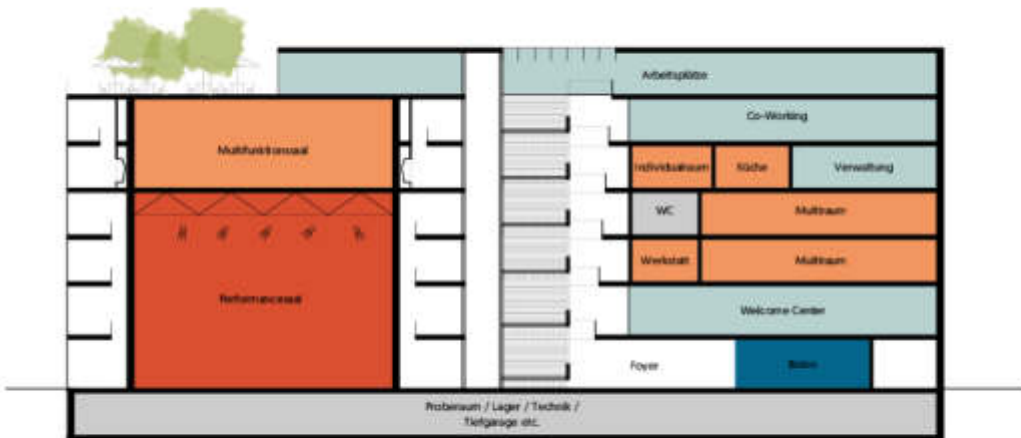 Arbeitsplätze
Co-Working
Multifunktionssaal
Individualraum
Küche
Verwaltung
WC
Multiraum
Werkstatt
Multiraum
Performancesaal
Welcome Center
Foyer
Bistro
Proberaum / Lager / Technik /
Tiefgarage etc.